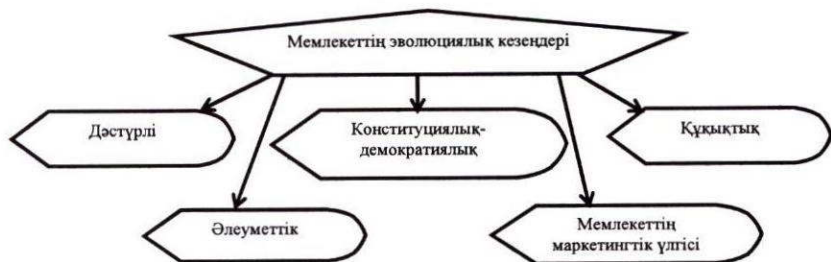 Мемлекеттің эволюциялық кезеңдері
Дәстүрлі
Конституциялық-
демократиялық
Құқықтық
Әлеуметтік
Мемлекеттің
маркетингтік үлгісі